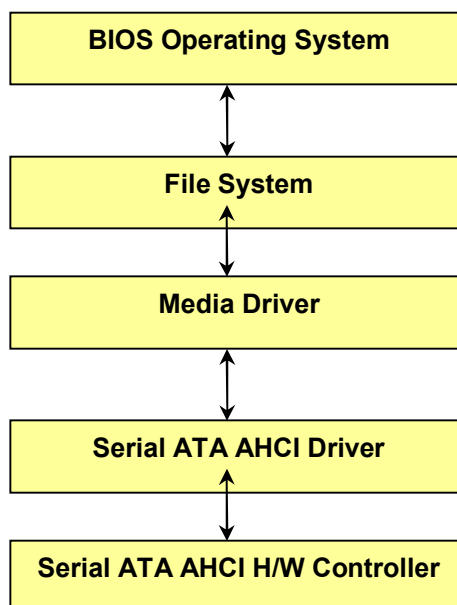 BIOS Operating System
File System
Media Driver
Serial ATA AHCI Driver
Serial ATA AHCI H/W Controller